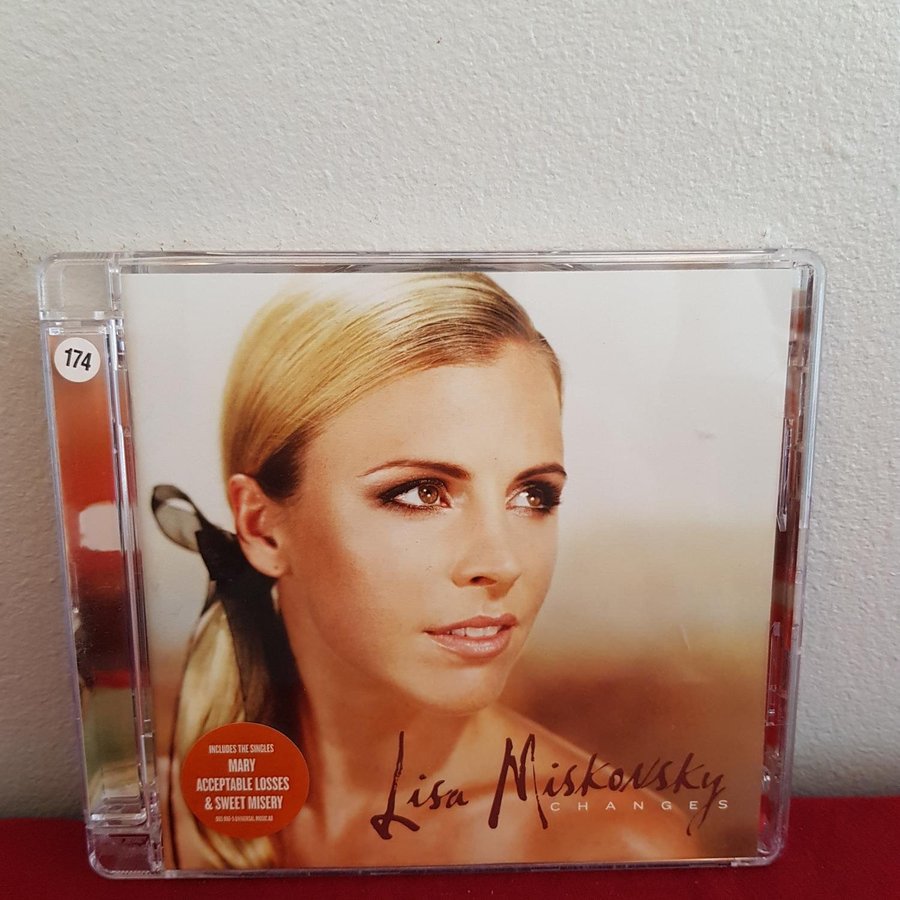 174
Lisa Miskovsky
CHANGES
INCLUDES THE SINGLES
MARY
ACCEPTABLE LOSSES
& SWEET MISERY